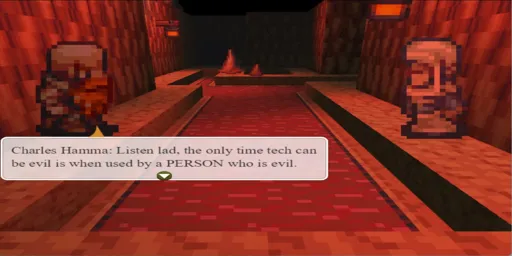 Charles Hamma: Listen lad, the only time tech can
be evil is when used by a PERSON who is evil.